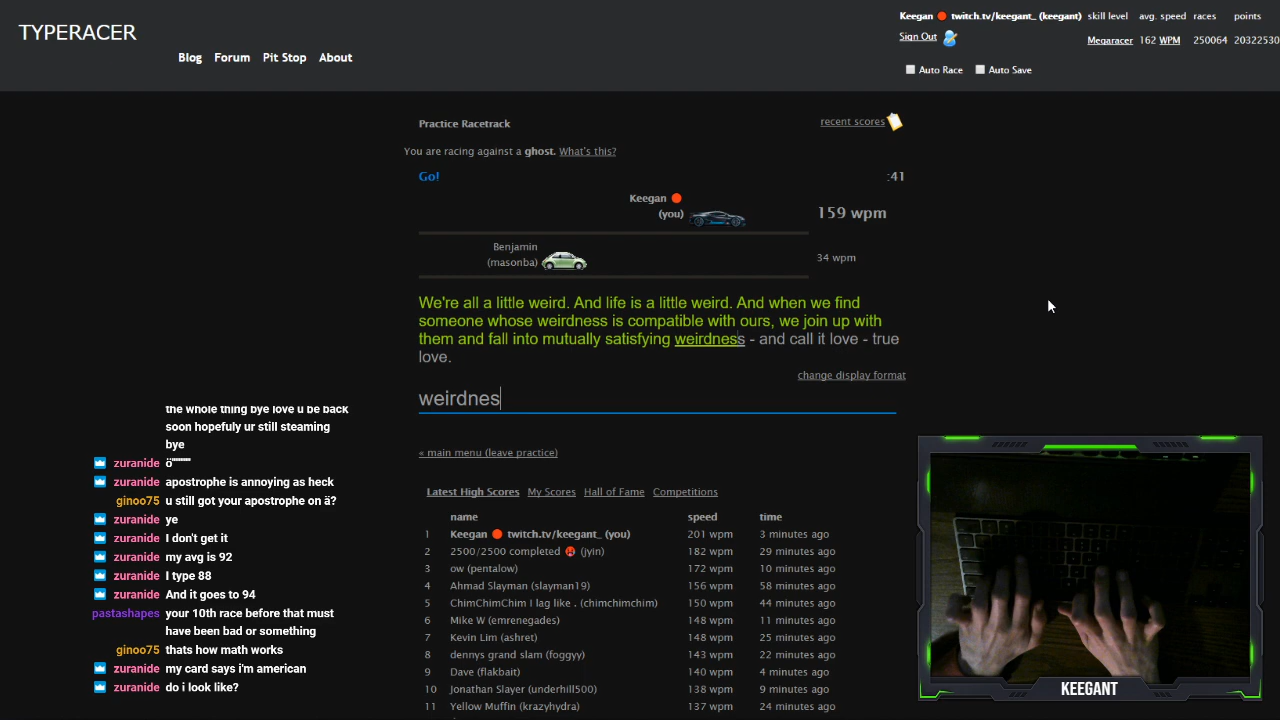 TYPERACER
Blog Forum Pit Stop About
Keegan twitch.tv/keegant_ (keegant) skill level avg. speed races points
Sign Out Megaracer 162 WPM 250064 20322530
Auto Race Auto Save
Practice Racetrack
recent scores
You are racing against a ghost. What's this?
Go! :41
Keegan
(you) 159 wpm
Benjamin
(masonba) 34 wpm
We're all a little weird. And life is a little weird. And when we find
someone whose weirdness is compatible with ours, we join up with
them and fall into mutually satisfying weirdness - and call it love - true
love.
change display format
weirdnes
« main menu (leave practice)
Latest High Scores My Scores Hall of Fame Competitions
name speed time
1 Keegan twitch.tv/keegant_ (you) 201 wpm 3 minutes ago
2 2500/2500 completed (jyin) 182 wpm 29 minutes ago
3 ow (pentalow) 172 wpm 10 minutes ago
4 Ahmad Slayman (slayman19) 156 wpm 58 minutes ago
5 ChimChimChim I lag like . (chimchimchim) 150 wpm 44 minutes ago
6 Mike W (emrenegades) 148 wpm 11 minutes ago
7 Kevin Lim (ashret) 148 wpm 25 minutes ago
8 dennys grand slam (foggyy) 143 wpm 22 minutes ago
9 Dave (flakbait) 140 wpm 4 minutes ago
10 Jonathan Slayer (underhill500) 138 wpm 9 minutes ago
11 Yellow Muffin (krazyhydra) 137 wpm 24 minutes ago
the whole thing bye love u be back
soon hopefuly ur still steaming
bye
zuranide ö''''''''
zuranide apostrophe is annoying as heck
ginoo75 u still got your apostrophe on ä?
zuranide ye
zuranide I don't get it
zuranide my avg is 92
zuranide I type 88
zuranide And it goes to 94
pastashapes your 10th race before that must
have been bad or something
ginoo75 thats how math works
zuranide my card says i'm american
zuranide do i look like?
KEEGANT